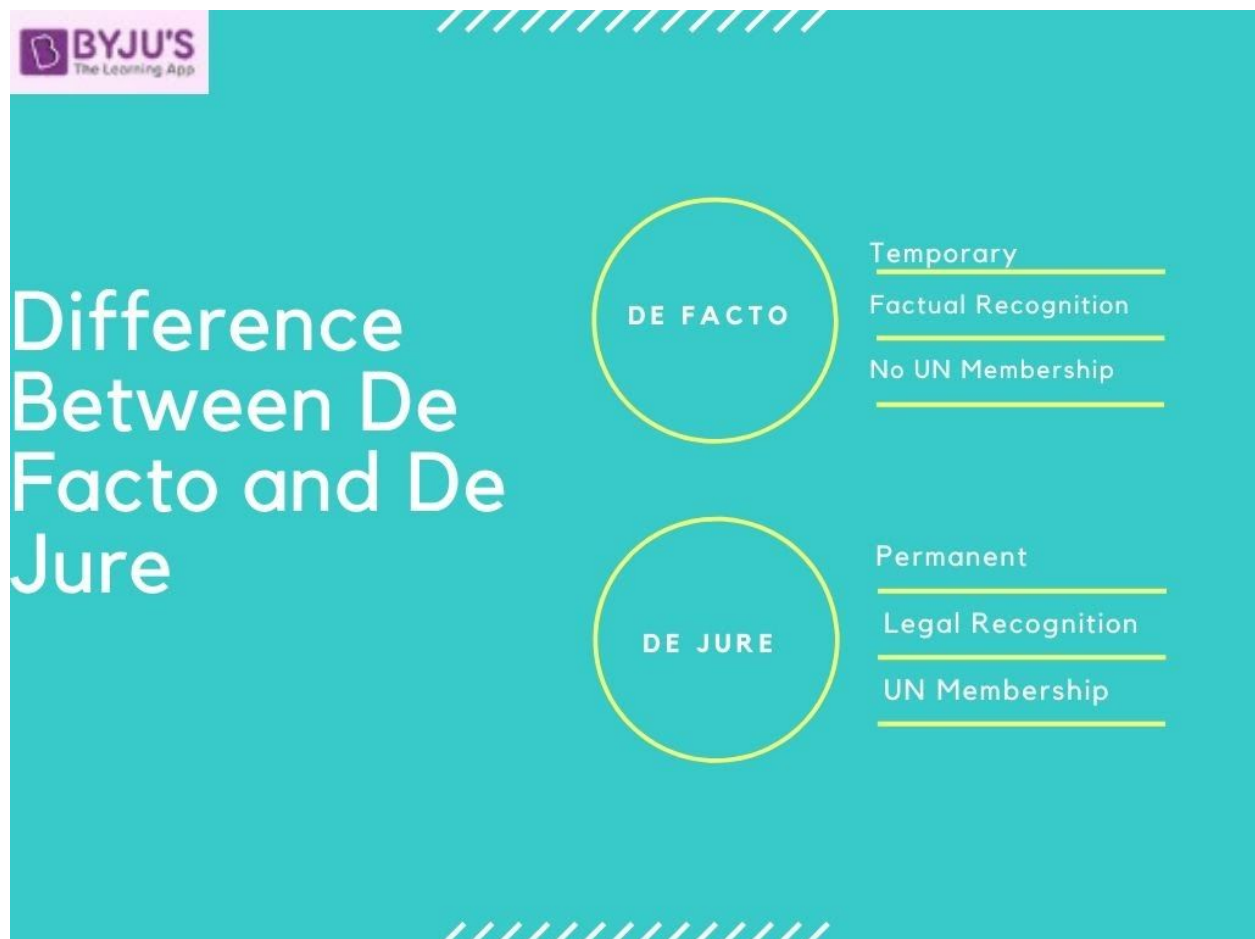 BYJU'S
The Learning App
Difference
Between De
Facto and De
Jure
DE FACTO
Temporary
Factual Recognition
No UN Membership
DE JURE
Permanent
Legal Recognition
UN Membership